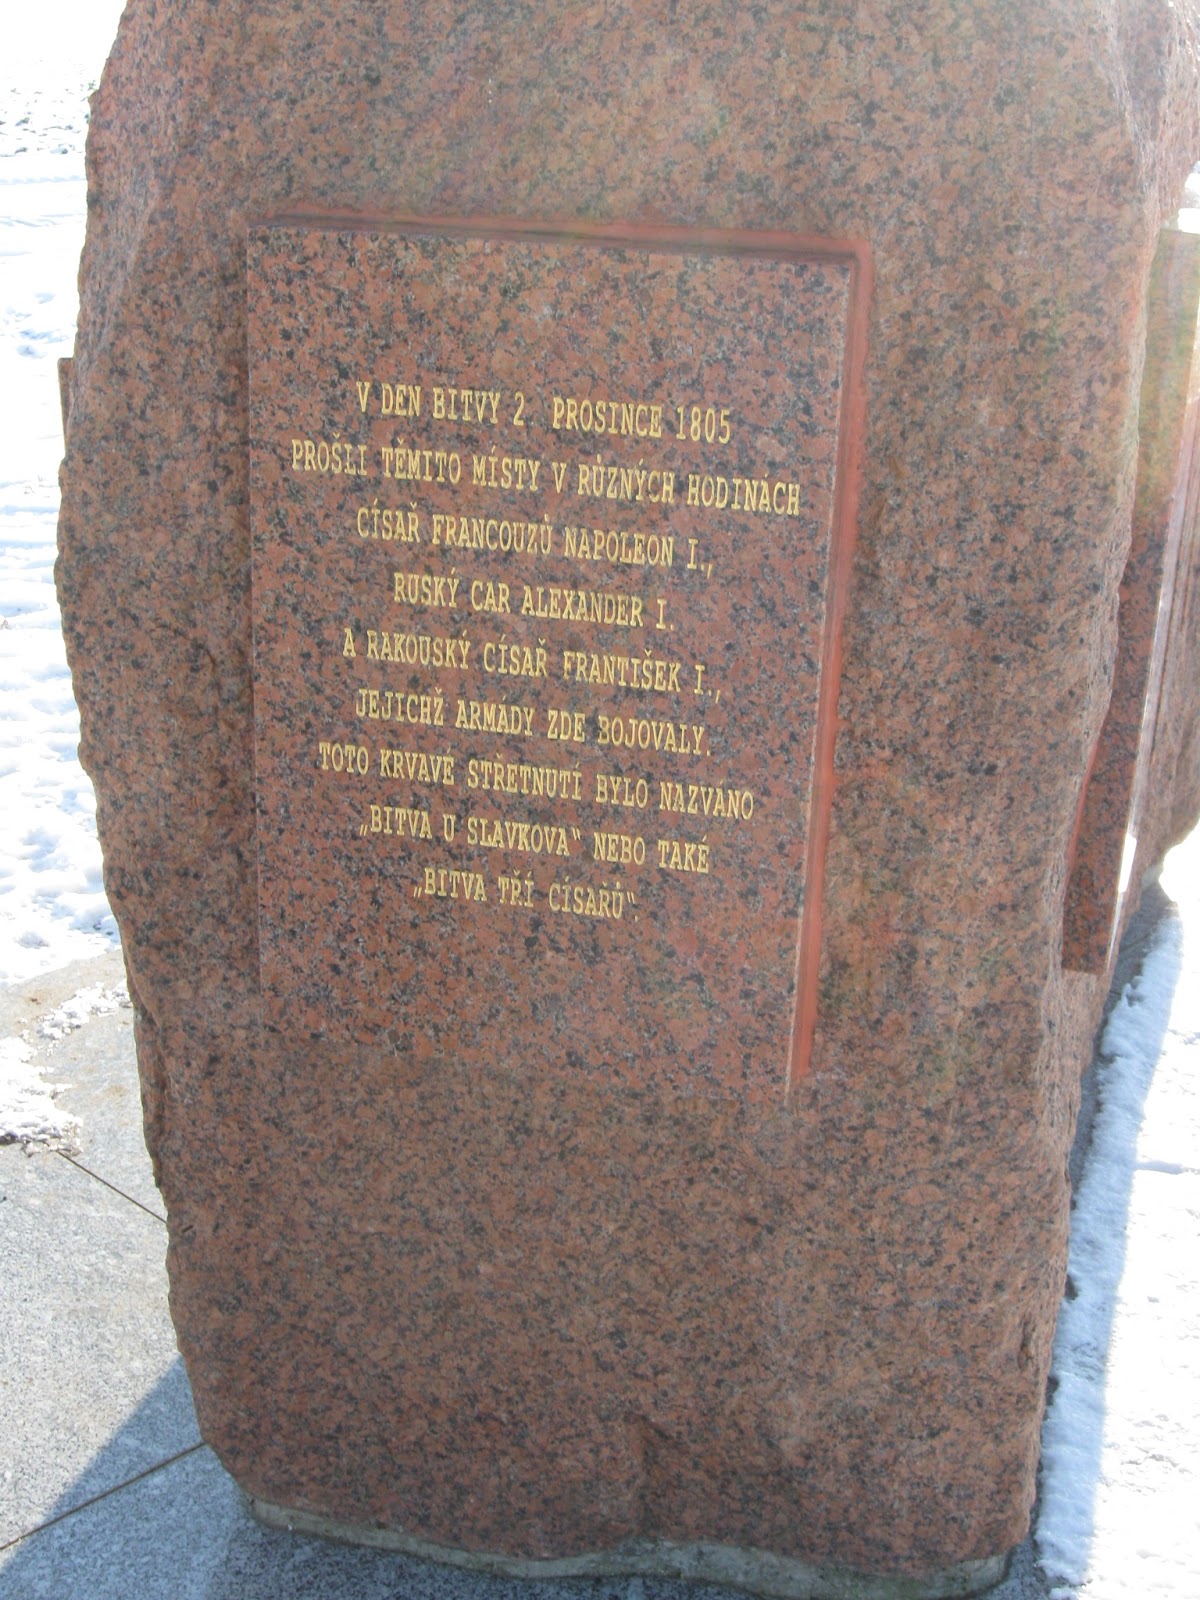 V DEN BITVY 2. PROSINCE 1805
PROŠLI TĚMITO MÍSTY V RŮZNÝCH HODINÁCH
CÍSAŘ FRANCOUZŮ NAPOLEON I.,
RUSKÝ CAR ALEXANDER I.
A RAKOUSKÝ CÍSAŘ FRANTIŠEK I.,
JEJICHŽ ARMÁDY ZDE BOJOVALY.
TOTO KRVAVÉ STŘETNUTÍ BYLO NAZVÁNO
„BITVA U SLAVKOVA“ NEBO TAKÉ
„BITVA TŘÍ CÍSAŘŮ“.